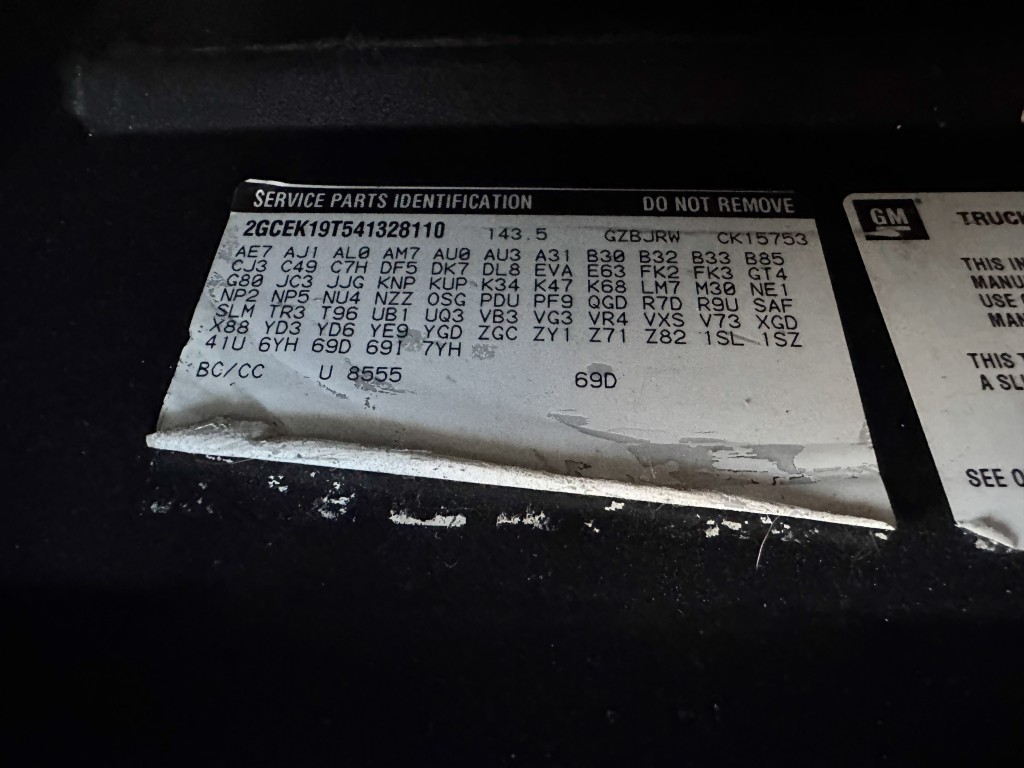 SERVICE PARTS IDENTIFICATION DO NOT REMOVE
2GCEK19T541328110 143.5 GZBJRW CK15753
AE7 AJ1 AL0 AM7 AU0 AU3 A31 B30 B32 B33 B85
CJ3 C49 C7H DF5 DK7 DL8 EVA E63 FK2 FK3 GT4
G80 JC3 JJG KNP KUP K34 K47 K68 LM7 M30 NE1
NP2 NP5 NU4 NZZ OSG PDU PF9 QGD R7D R9U SAF
SLM TR3 T96 UB1 UQ3 VB3 VG3 VR4 VXS V73 XGD
X88 YD3 YD6 YE9 YGD ZGC ZY1 Z71 Z82 1SL 1SZ
41U 6YH 69D 69I 7YH
BC/CC U 8555 69D
GM
TRUCK
THIS IN
MANU
USE
MAN
THIS T
A SLI
SEE O